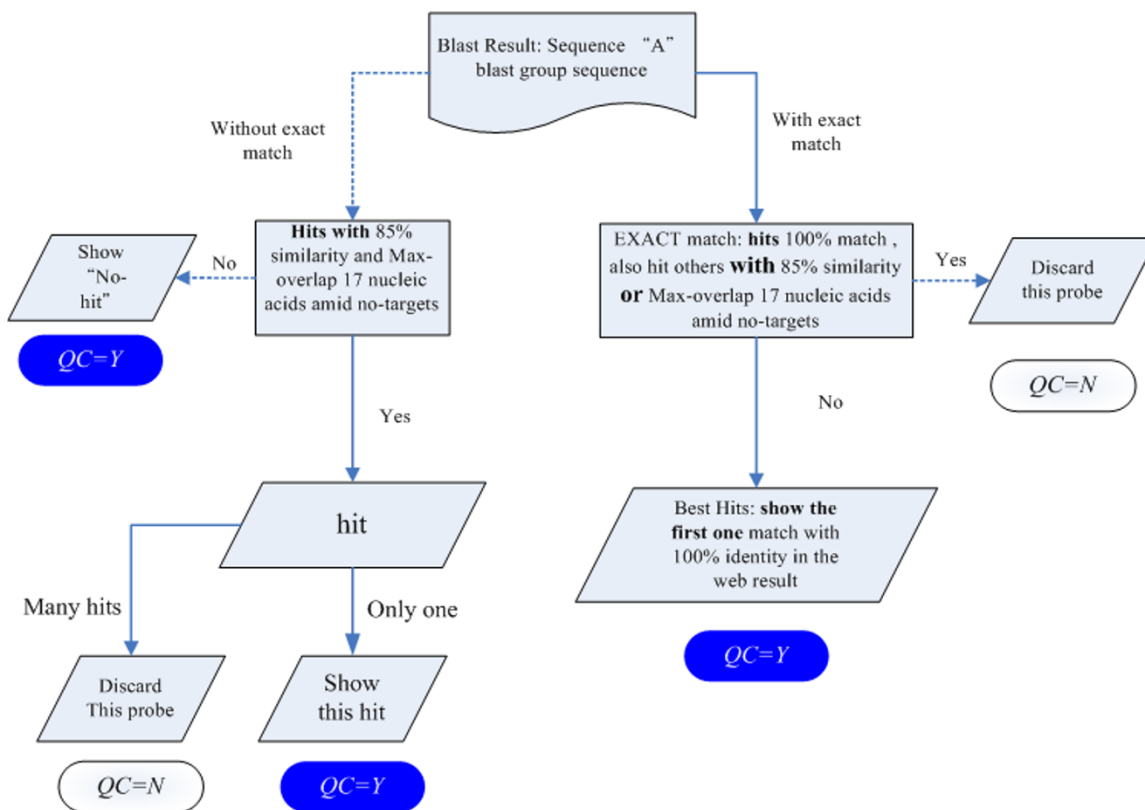 Blast Result: Sequence “A”
blast group sequence
Without exact
match
With exact
match
Show
“No-
hit”
No
Hits with 85%
similarity and Max-
overlap 17 nucleic
acids amid no-targets
EXACT match: hits 100% match ,
also hit others with 85% similarity
or Max-overlap 17 nucleic acids
amid no-targets
Yes
Discard
this probe
QC=Y
QC=N
Yes
No
hit
Best Hits: show the
first one match with
100% identity in the
web result
Many hits
Only one
QC=Y
Discard
This probe
Show
this hit
QC=N
QC=Y